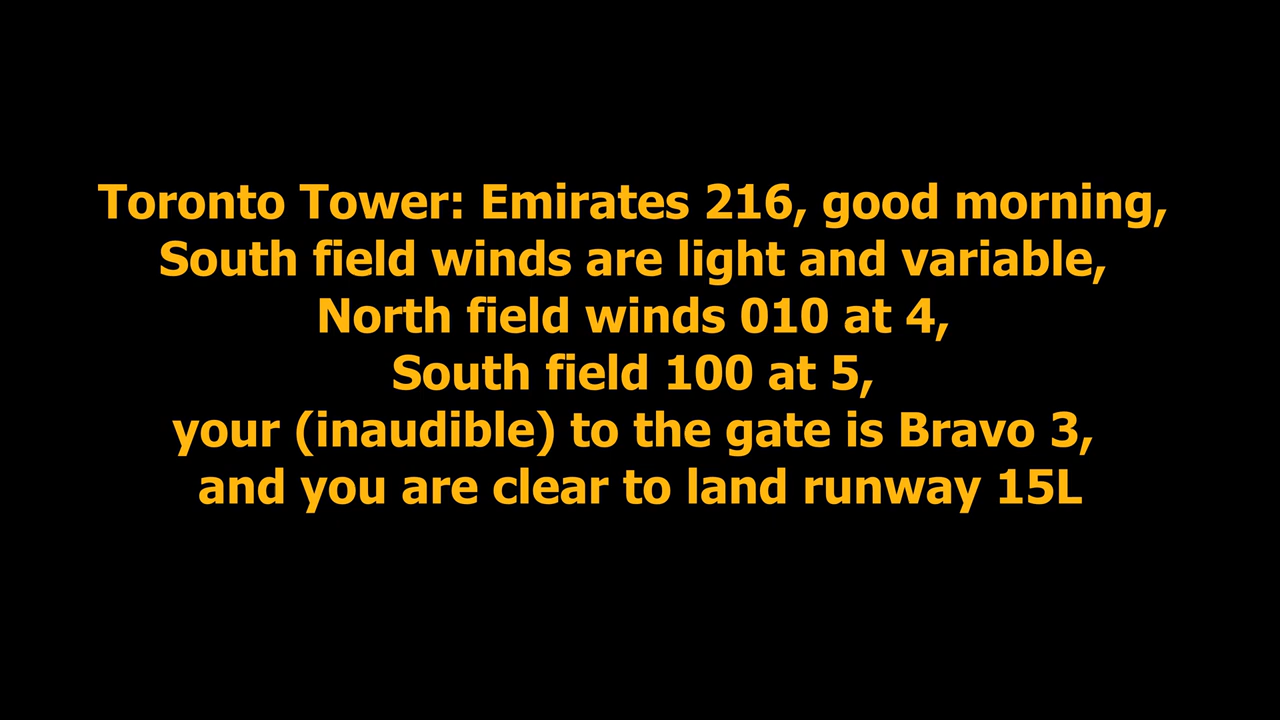 Toronto Tower: Emirates 216, good morning,
South field winds are light and variable,
North field winds 010 at 4,
South field 100 at 5,
your (inaudible) to the gate is Bravo 3,
and you are clear to land runway 15L